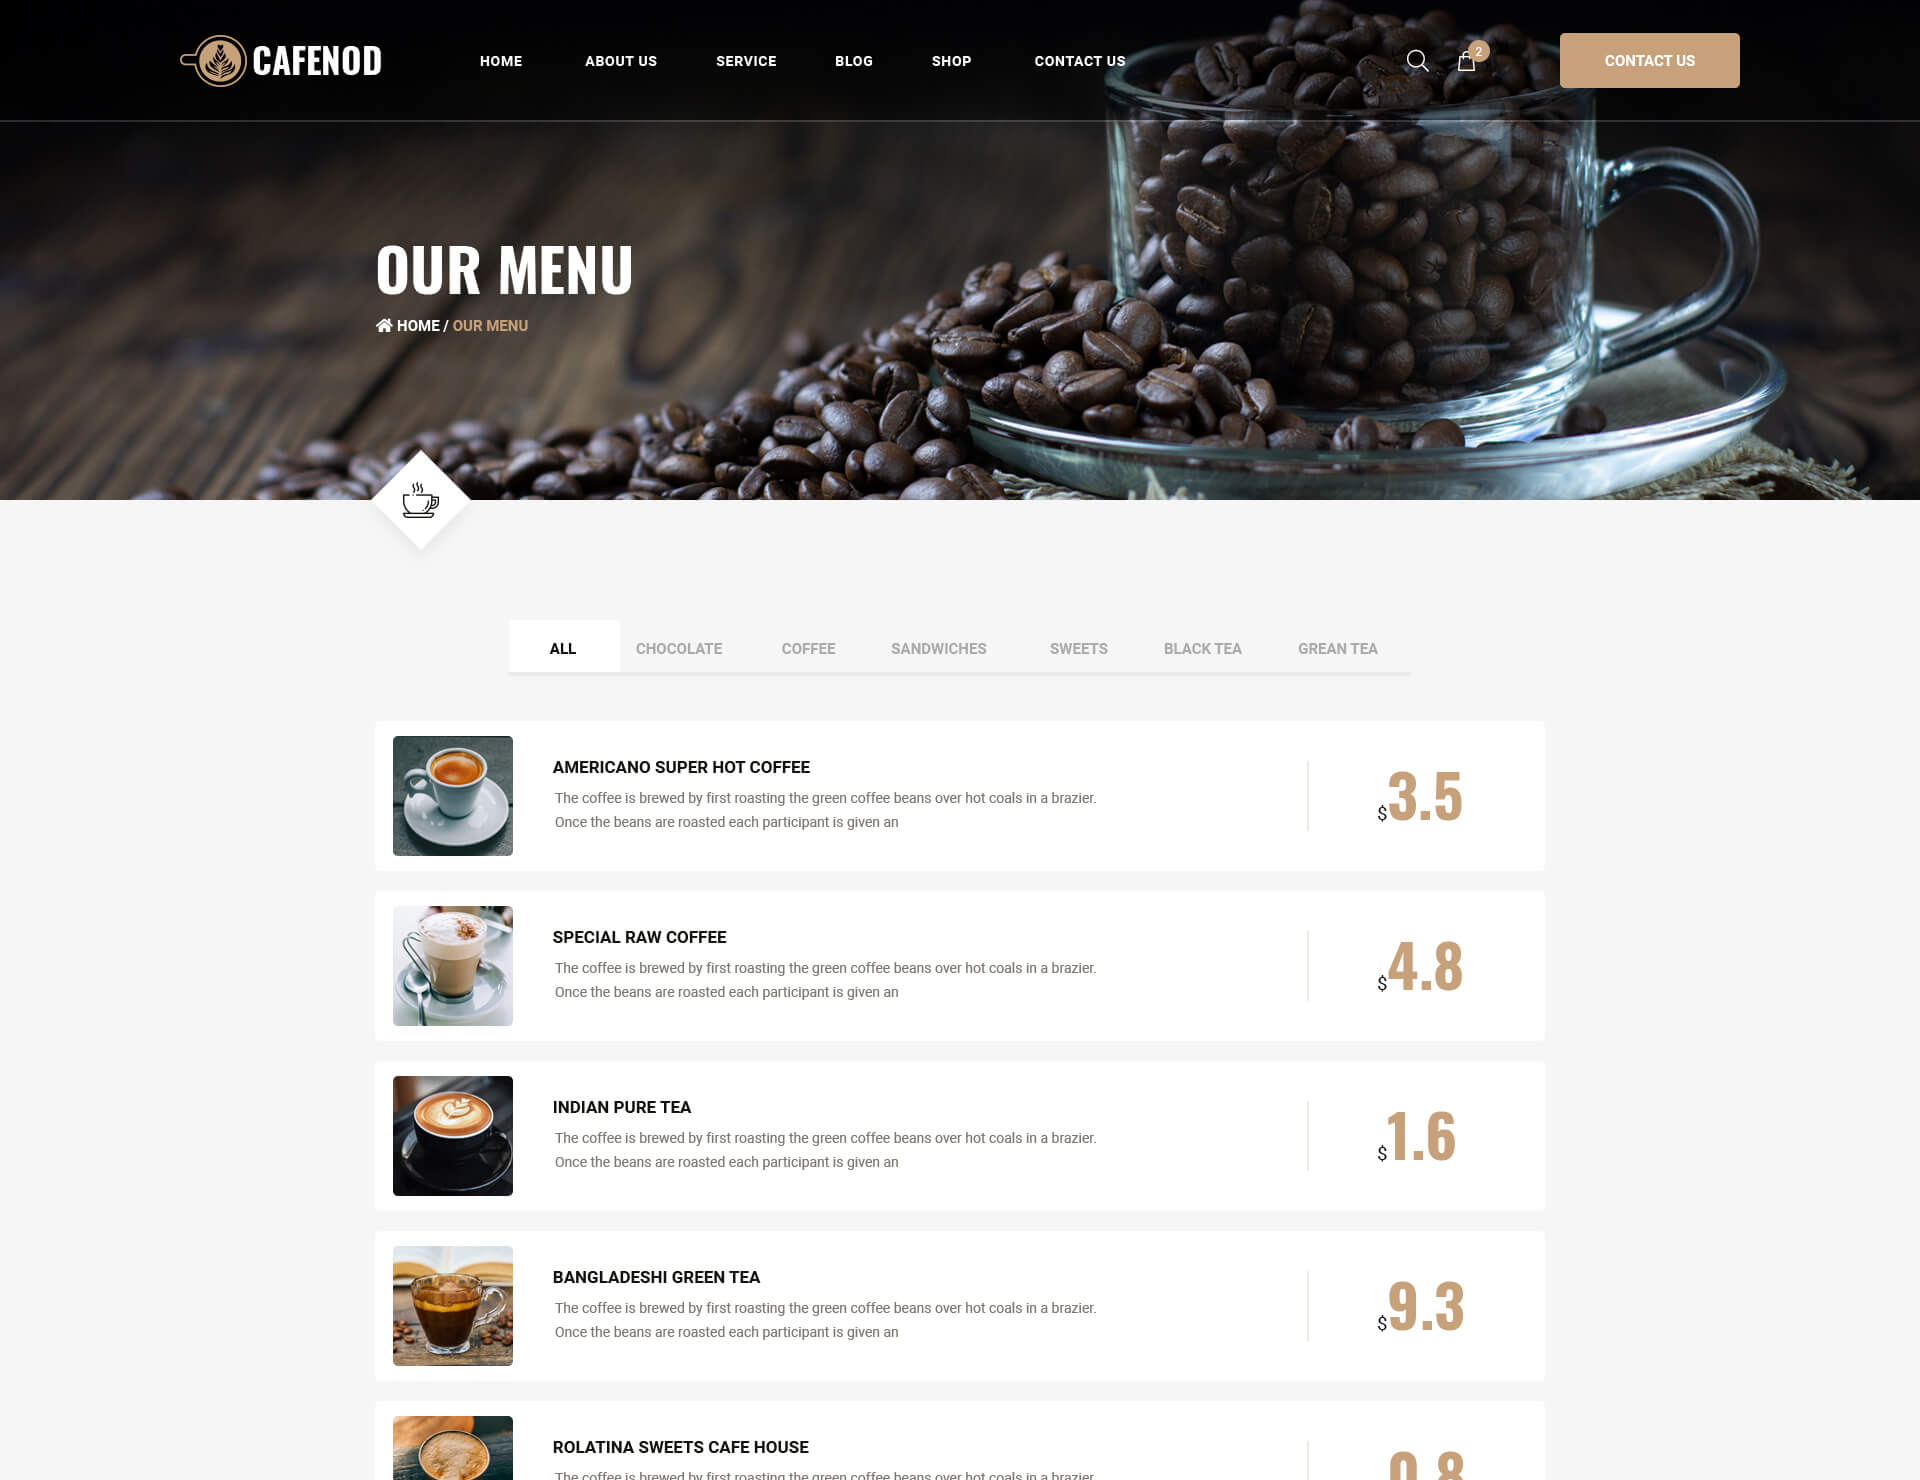 CAFENOD
HOME ABOUT US SERVICE BLOG SHOP CONTACT US 2 CONTACT US
OUR MENU
HOME / OUR MENU
ALL CHOCOLATE COFFEE SANDWICHES SWEETS BLACK TEA GREAN TEA
AMERICANO SUPER HOT COFFEE
The coffee is brewed by first roasting the green coffee beans over hot coals in a brazier.
Once the beans are roasted each participant is given an
$3.5
SPECIAL RAW COFFEE
The coffee is brewed by first roasting the green coffee beans over hot coals in a brazier.
Once the beans are roasted each participant is given an
$4.8
INDIAN PURE TEA
The coffee is brewed by first roasting the green coffee beans over hot coals in a brazier.
Once the beans are roasted each participant is given an
$1.6
BANGLADESHI GREEN TEA
The coffee is brewed by first roasting the green coffee beans over hot coals in a brazier.
Once the beans are roasted each participant is given an
$9.3
ROLATINA SWEETS CAFE HOUSE
The coffee is brewed by first roasting the green coffee beans over hot coals in a brazier.